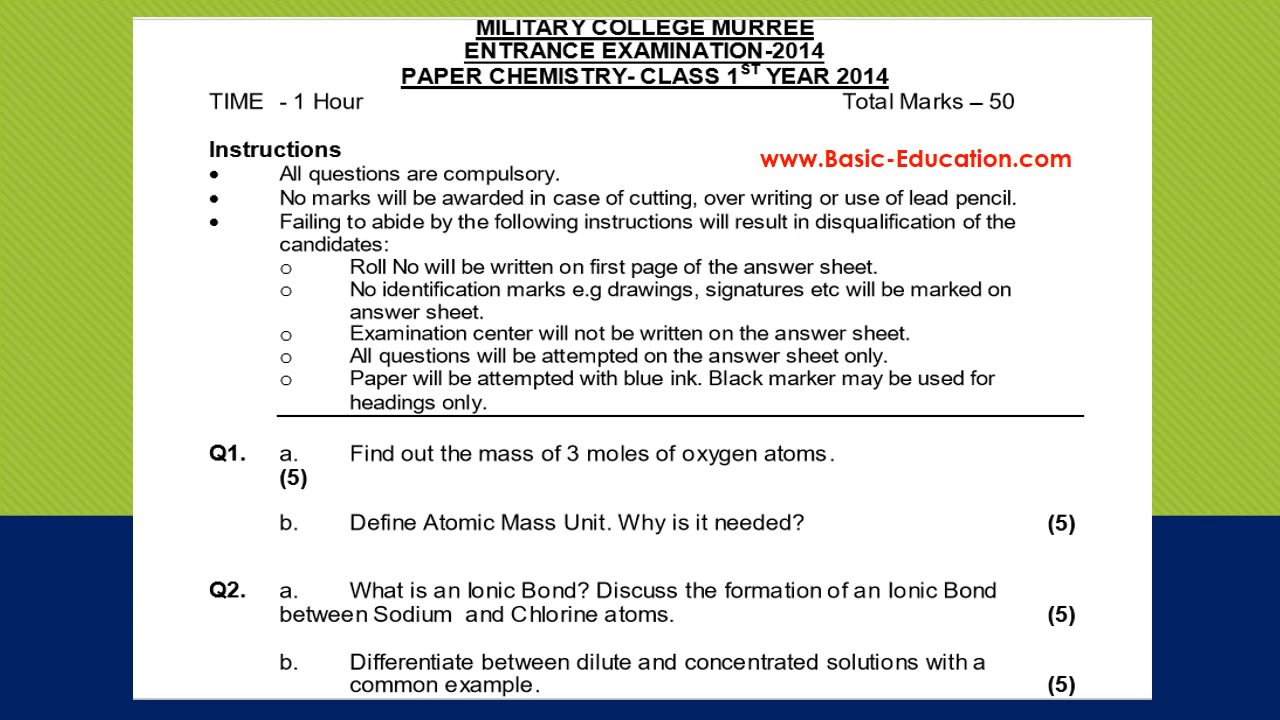 MILITARY COLLEGE MURREE
ENTRANCE EXAMINATION-2014
PAPER CHEMISTRY- CLASS 1ST YEAR 2014
TIME - 1 Hour Total Marks – 50
Instructions
www.Basic-Education.com
• All questions are compulsory.
• No marks will be awarded in case of cutting, over writing or use of lead pencil.
• Failing to abide by the following instructions will result in disqualification of the
candidates:
o Roll No will be written on first page of the answer sheet.
o No identification marks e.g drawings, signatures etc will be marked on
answer sheet.
o Examination center will not be written on the answer sheet.
o All questions will be attempted on the answer sheet only.
o Paper will be attempted with blue ink. Black marker may be used for
headings only.
Q1. a. Find out the mass of 3 moles of oxygen atoms.
(5)
b. Define Atomic Mass Unit. Why is it needed? (5)
Q2. a. What is an Ionic Bond? Discuss the formation of an Ionic Bond
between Sodium and Chlorine atoms. (5)
b. Differentiate between dilute and concentrated solutions with a
common example. (5)